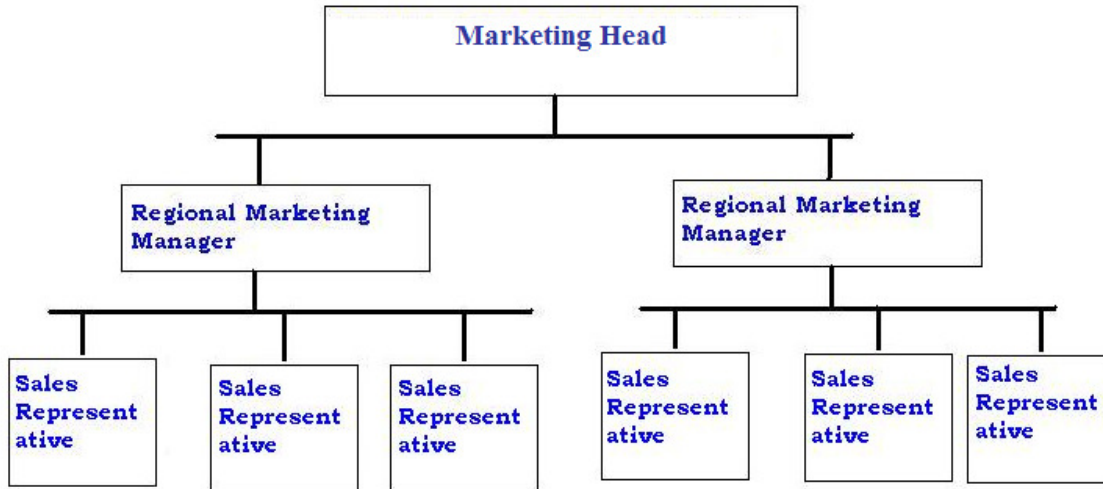 Marketing Head
Regional Marketing
Manager
Regional Marketing
Manager
Sales
Represent
ative
Sales
Represent
ative
Sales
Represent
ative
Sales
Represent
ative
Sales
Represent
ative
Sales
Represent
ative